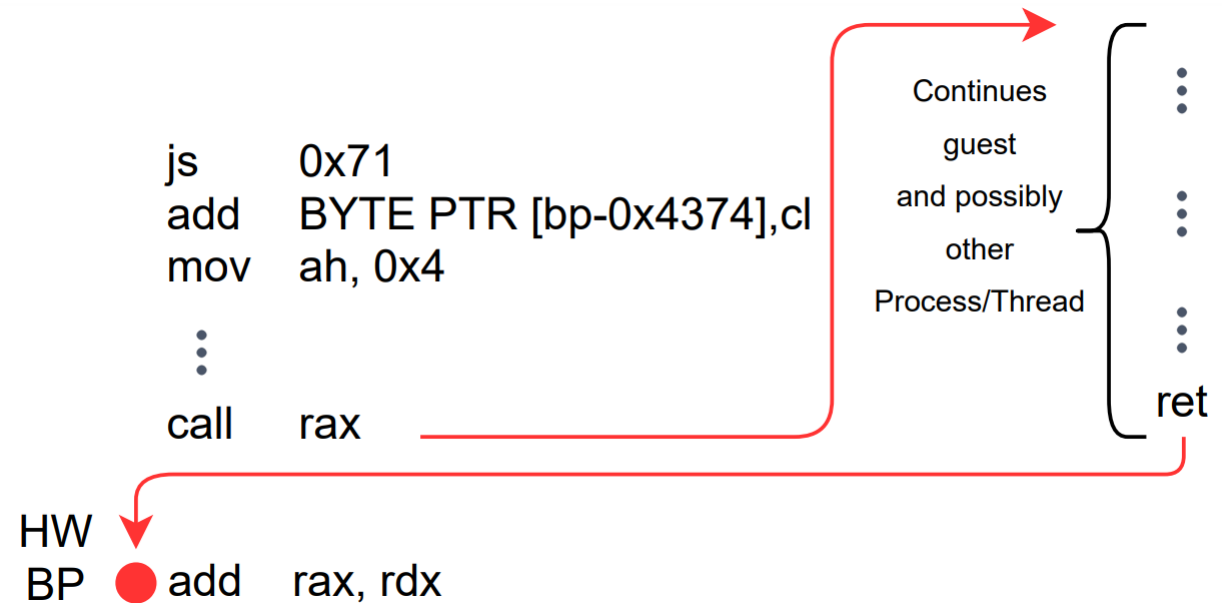 js 0x71
add BYTE PTR [bp-0x4374],cl
mov ah, 0x4
call rax
Continues
guest
and possibly
other
Process/Thread
ret
HW
BP
add rax, rdx